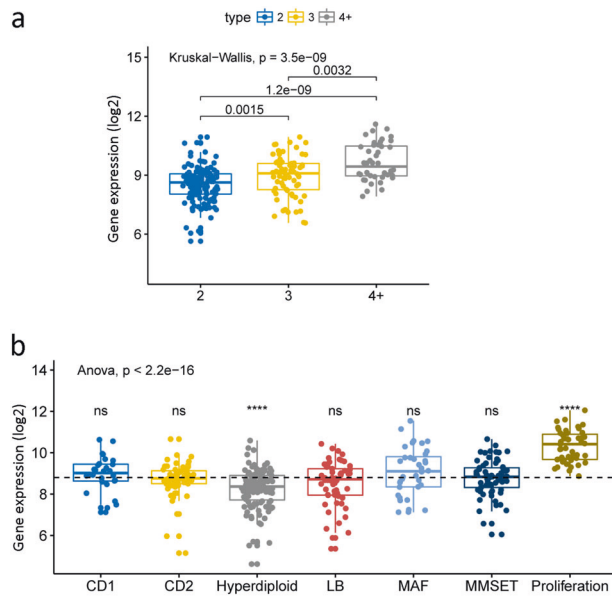 a
type 2 3 4+
Kruskal−Wallis, p = 3.5e−09
0.0032
1.2e−09
0.0015
15
12
9
6
Gene expression (log2)
2 3 4+
b
Anova, p < 2.2e−16
ns ns **** ns ns ns ****
14
12
10
8
6
Gene expression (log2)
CD1 CD2 Hyperdiploid LB MAF MMSET Proliferation